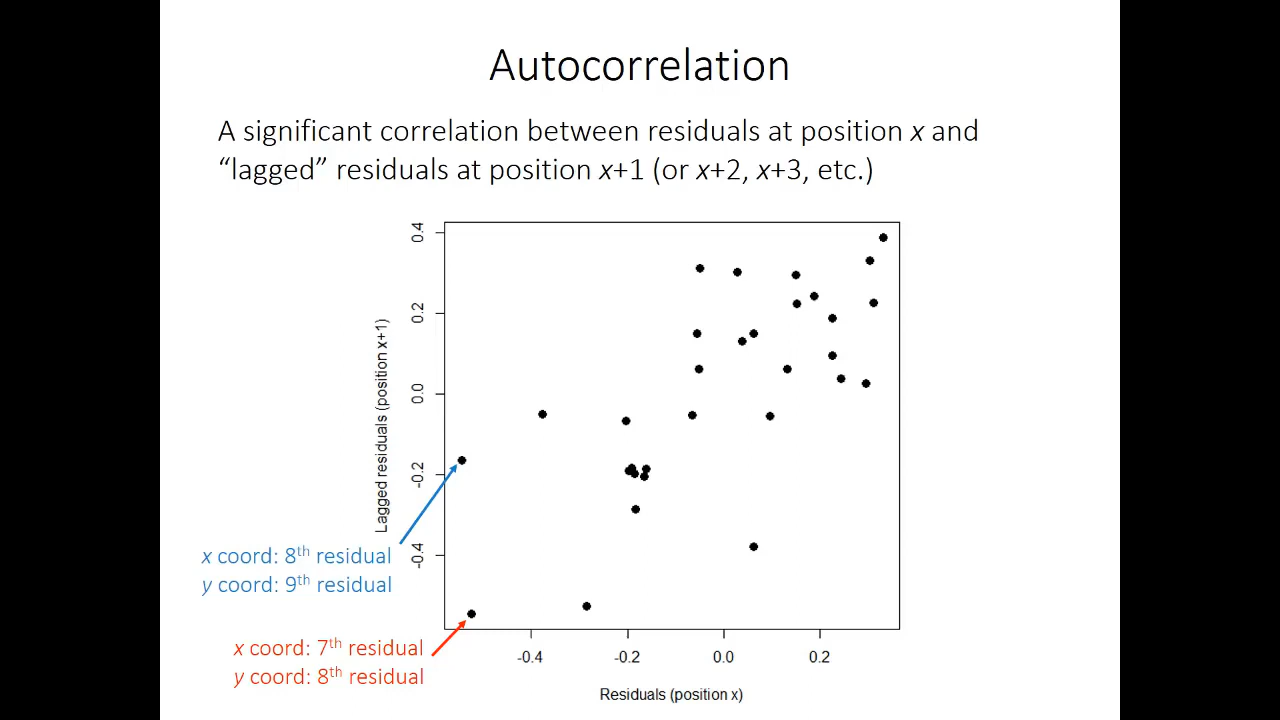 Autocorrelation
A significant correlation between residuals at position x and
“lagged” residuals at position x+1 (or x+2, x+3, etc.)
0.4
0.2
0.0
-0.2
-0.4
Lagged residuals (position x+1)
x coord: 8th residual
y coord: 9th residual
x coord: 7th residual
y coord: 8th residual
-0.4 -0.2 0.0 0.2
Residuals (position x)